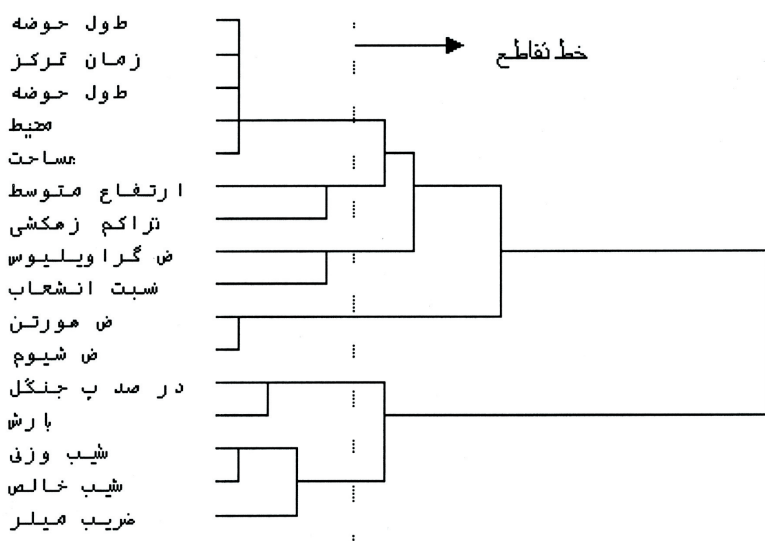 طول حوضه
زمان تمرکز
طول حوضه
محیط
مساحت
ارتفاع متوسط
تراکم زهکشی
ض گراویلیوس
نسبت انشعاب
ض هورتن
ض شیوم
در صد پ جنگل
بارش
شیب وزنی
شیب خالص
ضریب میلر
خط تقاطع